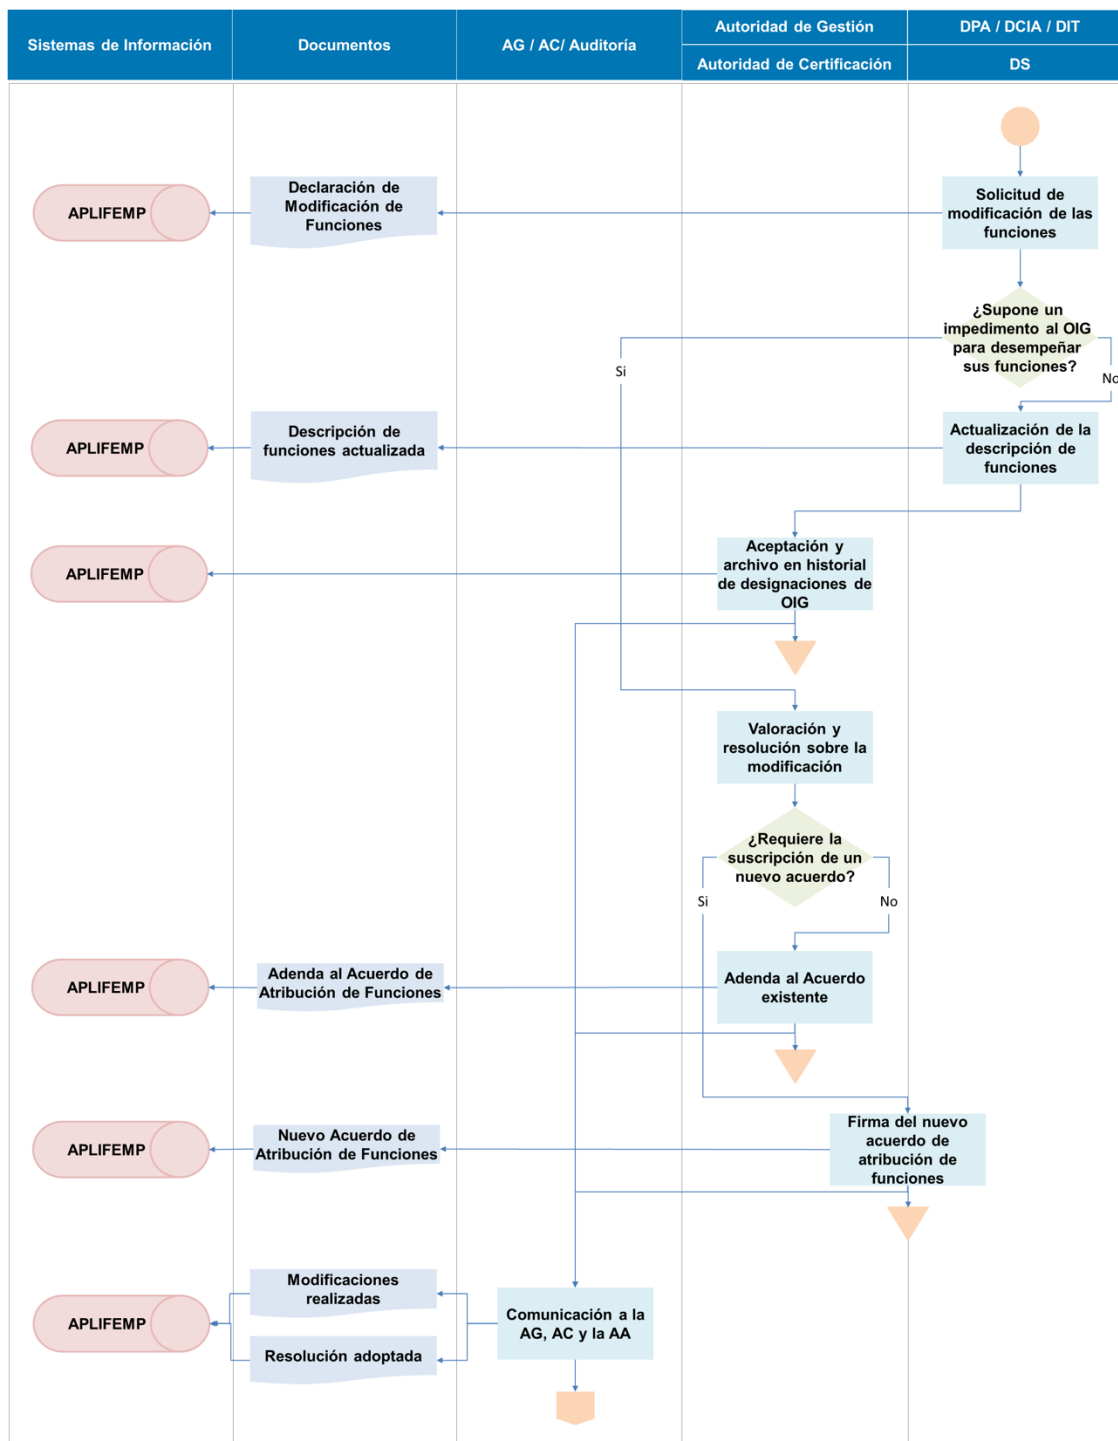 Sistemas de Información
Documentos
AG / AC/ Auditoría
Autoridad de Gestión
Autoridad de Certificación
DPA / DCIA / DIT
DS
Solicitud de
modificación de las
funciones
Declaración de
Modificación de
Funciones
APLIFEMP
¿Supone un
impedimento al OIG
para desempeñar
sus funciones?
Si
No
Actualización de la
descripción de
funciones
Descripción de
funciones actualizada
APLIFEMP
Aceptación y
archivo en historial
de designaciones de
OIG
APLIFEMP
Valoración y
resolución sobre la
modificación
¿Requiere la
suscripción de un
nuevo acuerdo?
Si
No
Adenda al Acuerdo
existente
Adenda al Acuerdo de
Atribución de Funciones
APLIFEMP
Firma del nuevo
acuerdo de
atribución de
funciones
Nuevo Acuerdo de
Atribución de Funciones
APLIFEMP
Comunicación a la
AG, AC y la AA
Modificaciones
realizadas
Resolución adoptada
APLIFEMP